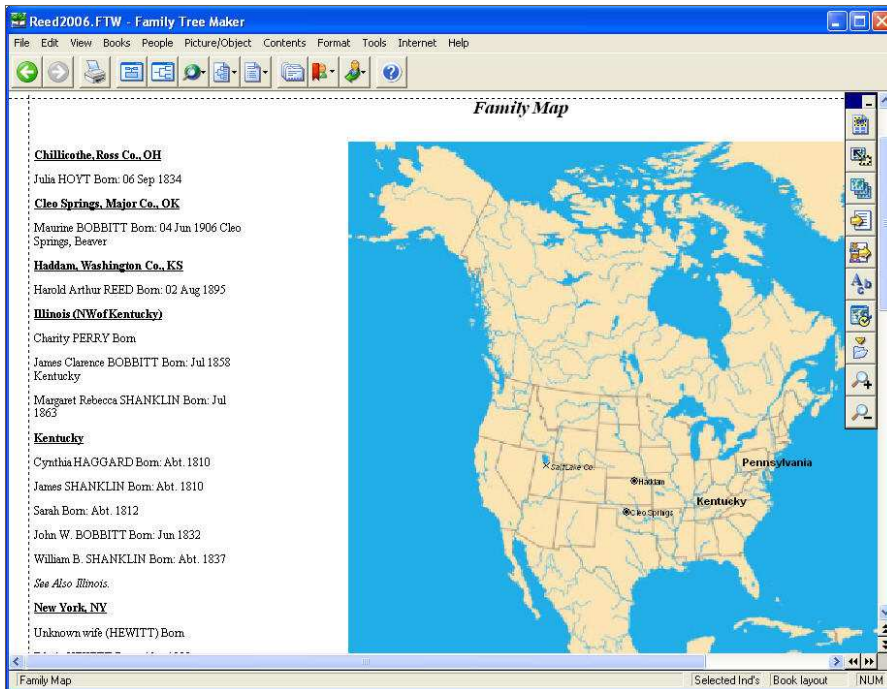 Reed2006.FTW - Family Tree Maker
File Edit View Books People Picture/Object Contents Format Tools Internet Help
Family Map
Chillicothe, Ross Co., OH
Julia HOYT Born: 06 Sep 1834
Cleo Springs, Major Co., OK
Maurine BOBBITT Born: 04 Jun 1906 Cleo
Springs, Beaver
Haddam, Washington Co., KS
Harold Arthur REED Born: 02 Aug 1895
Illinois (NWofKentucky)
Charity PERRY Born
James Clarence BOBBITT Born: Jul 1858
Kentucky
Margaret Rebecca SHANKLIN Born: Jul
1863
Kentucky
Cynthia HAGGARD Born: Abt. 1810
James SHANKLIN Born: Abt. 1810
Sarah Born: Abt. 1812
John W. BOBBITT Born: Jun 1832
William B. SHANKLIN Born: Abt. 1837
See Also Illinois.
New York, NY
Unknown wife (HEWITT) Born
Pennsylvania
SaltLake Co.
Haddam
Kentucky
Cleo Springs
Abc
Family Map
Selected Ind's
Book layout
NUM